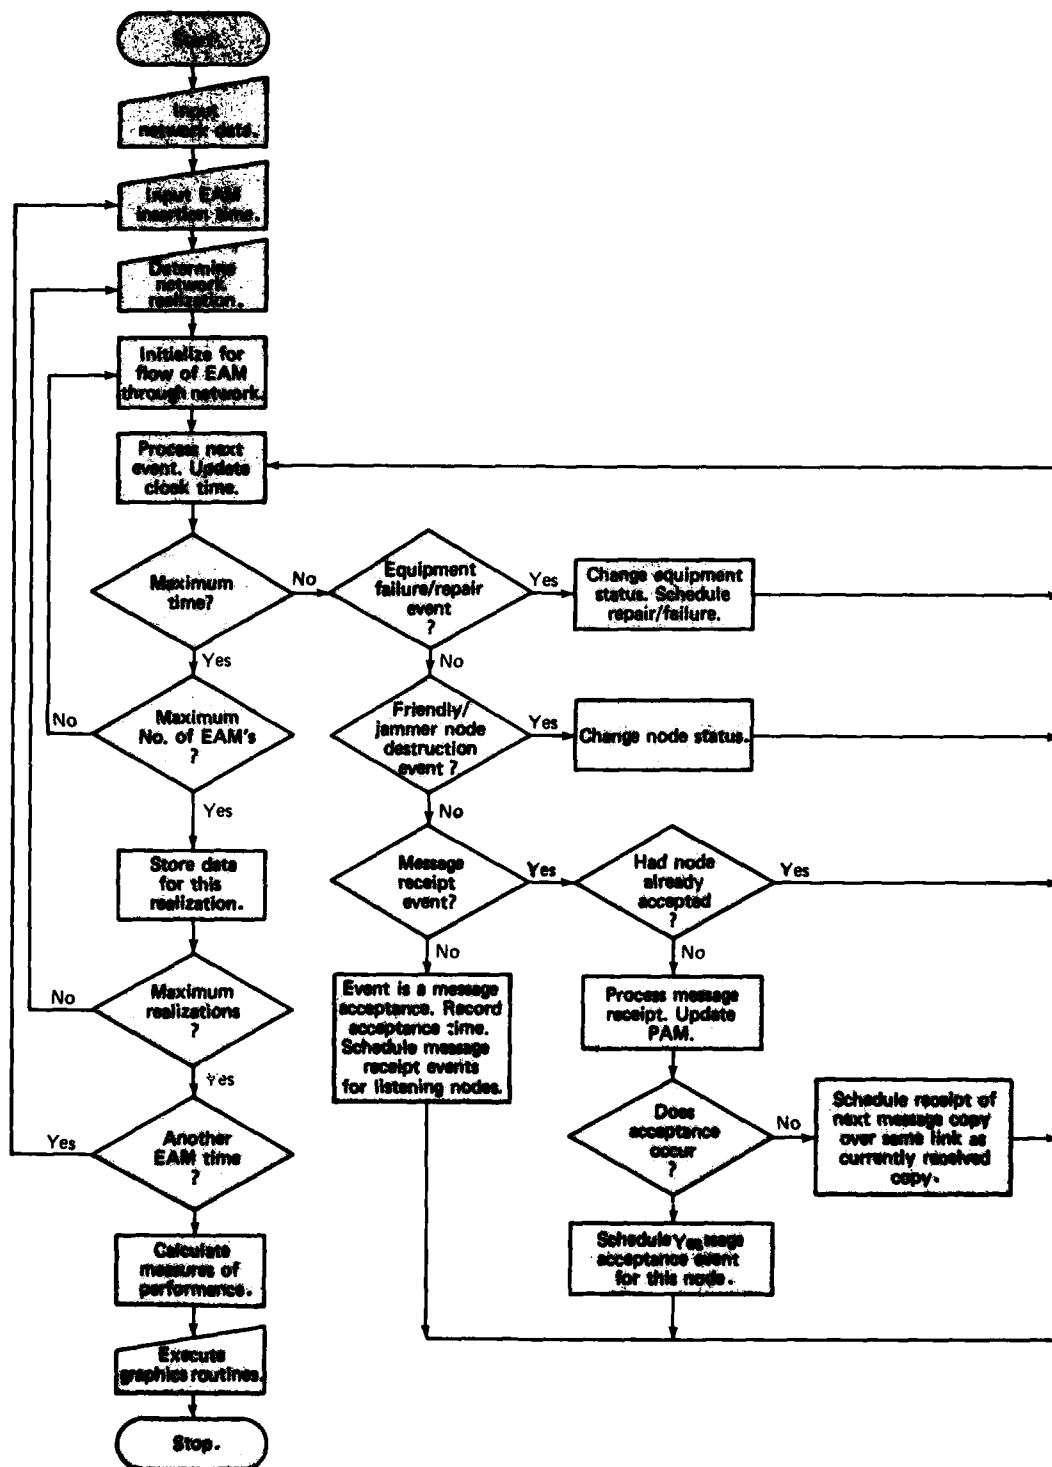 Start.
Input
network data.
Input EAM
insertion time.
Determine
network
realization.
Initialize for
flow of EAM
through network.
Process next
event. Update
clock time.
Maximum
time?
No
Equipment
failure/repair
event
?
Yes
Change equipment
status. Schedule
repair/failure.
Yes
No
No
Maximum
No. of EAM's
?
Friendly/
jammer node
destruction
event ?
Yes
Change node status.
Yes
No
Store data
for this
realization.
Message
receipt
event?
Yes
Had node
already
accepted
?
Yes
No
No
No
Maximum
realizations
?
Event is a message
acceptance. Record
acceptance time.
Schedule message
receipt events
for listening nodes.
Process message
receipt. Update
PAM.
Yes
Yes
Another
EAM time
?
Does
acceptance
occur
?
No
Schedule receipt of
next message copy
over same link as
currently received
copy.
Calculate
measures of
performance.
Schedule Yes
acceptance event
for this node.
Execute
graphics routines.
Stop.